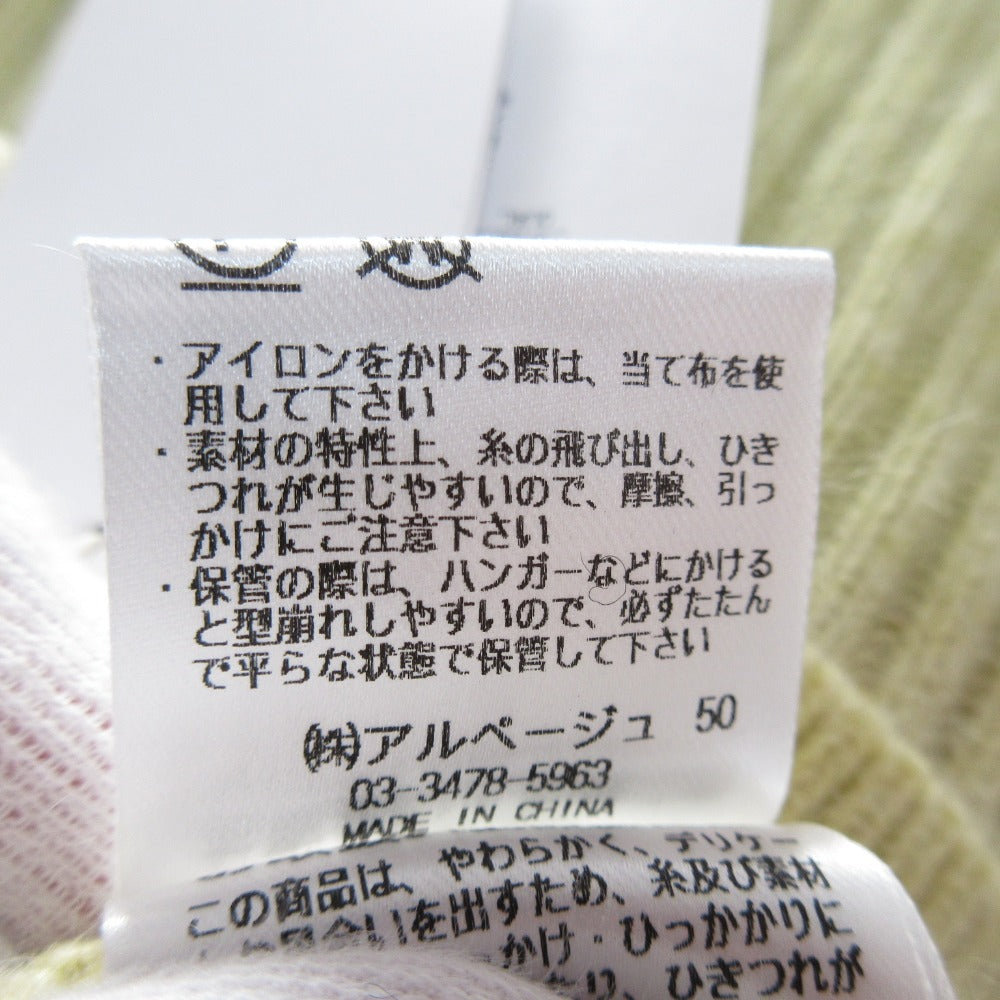 ・アイロンをかける際は、当て布を使
用して下さい
・素材の特性上、糸の飛び出し、ひき
つれが生じやすいので、摩擦、引っ
かけにご注意下さい
・保管の際は、ハンガーなどにかける
と型崩れしやすいので、必ずたたん
で平らな状態で保管して下さい
㈱アルページュ 50
03-3478-5963
MADE IN CHINA
この商品は、やわらかく、デリケー
合いを出すため、糸及び素材
かけ・ひっかかりに
り、ひきつれが